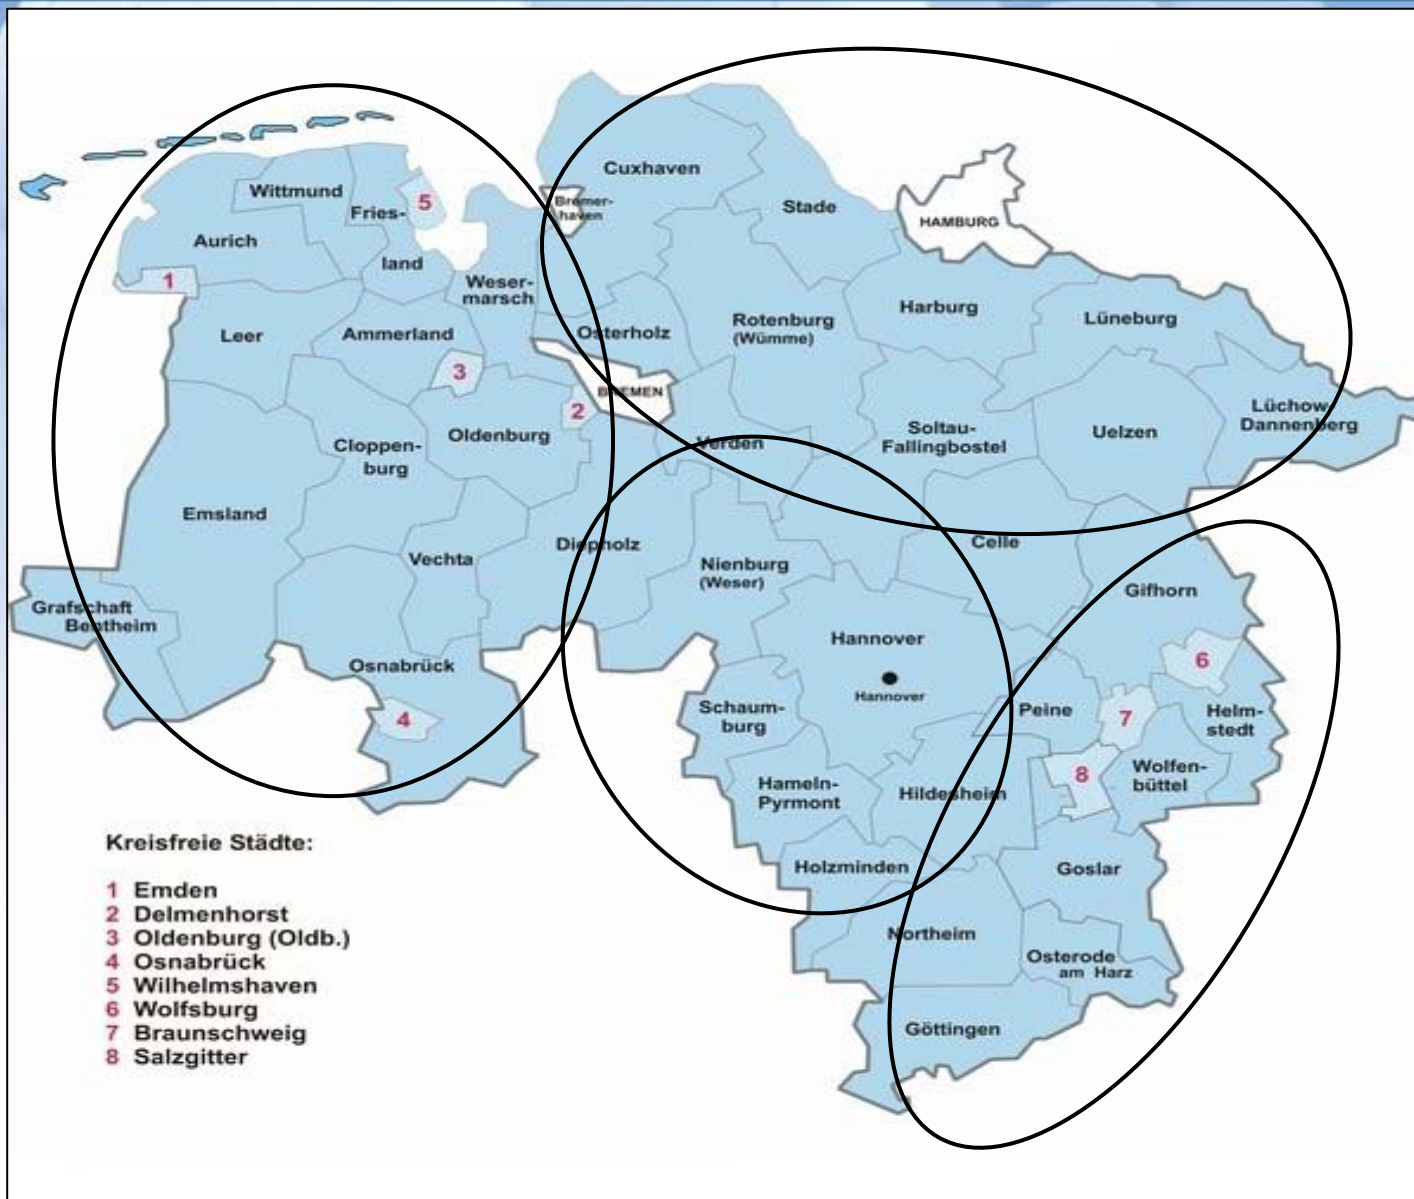 Cuxhaven
Wittmund
5
Bremer-
haven
Fries-
Stade
HAMBURG
Aurich
land
1
Weser-
marsch
Harburg
Lüneburg
Leer
Ammerland
Osterholz
Rotenburg
(Wümme)
3
BREMEN
2
Lüchow-
Dannenberg
Oldenburg
Cloppen-
burg
Verden
Soltau-
Fallingbostel
Uelzen
Emsland
Vechta
Diepholz
Celle
Nienburg
(Weser)
Gifhorn
Grafschaft
Bentheim
Hannover
Hannover
Osnabrück
6
4
Schaum-
burg
Peine
7
Helm-
stedt
Hameln-
Pyrmont
Hildesheim
8
Wolfen-
büttel
Holzminden
Goslar
Northeim
Osterode
am Harz
Göttingen
Kreisfreie Städte:
1 Emden
2 Delmenhorst
3 Oldenburg (Oldb.)
4 Osnabrück
5 Wilhelmshaven
6 Wolfsburg
7 Braunschweig
8 Salzgitter